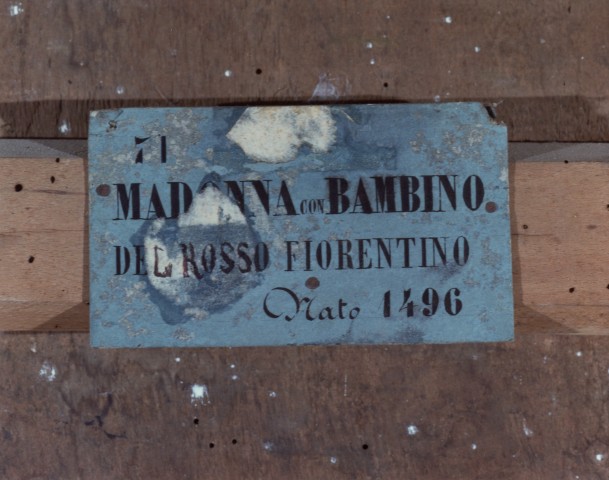 71
MADONNA CON BAMBINO.
DEL ROSSO FIORENTINO
Nato 1496